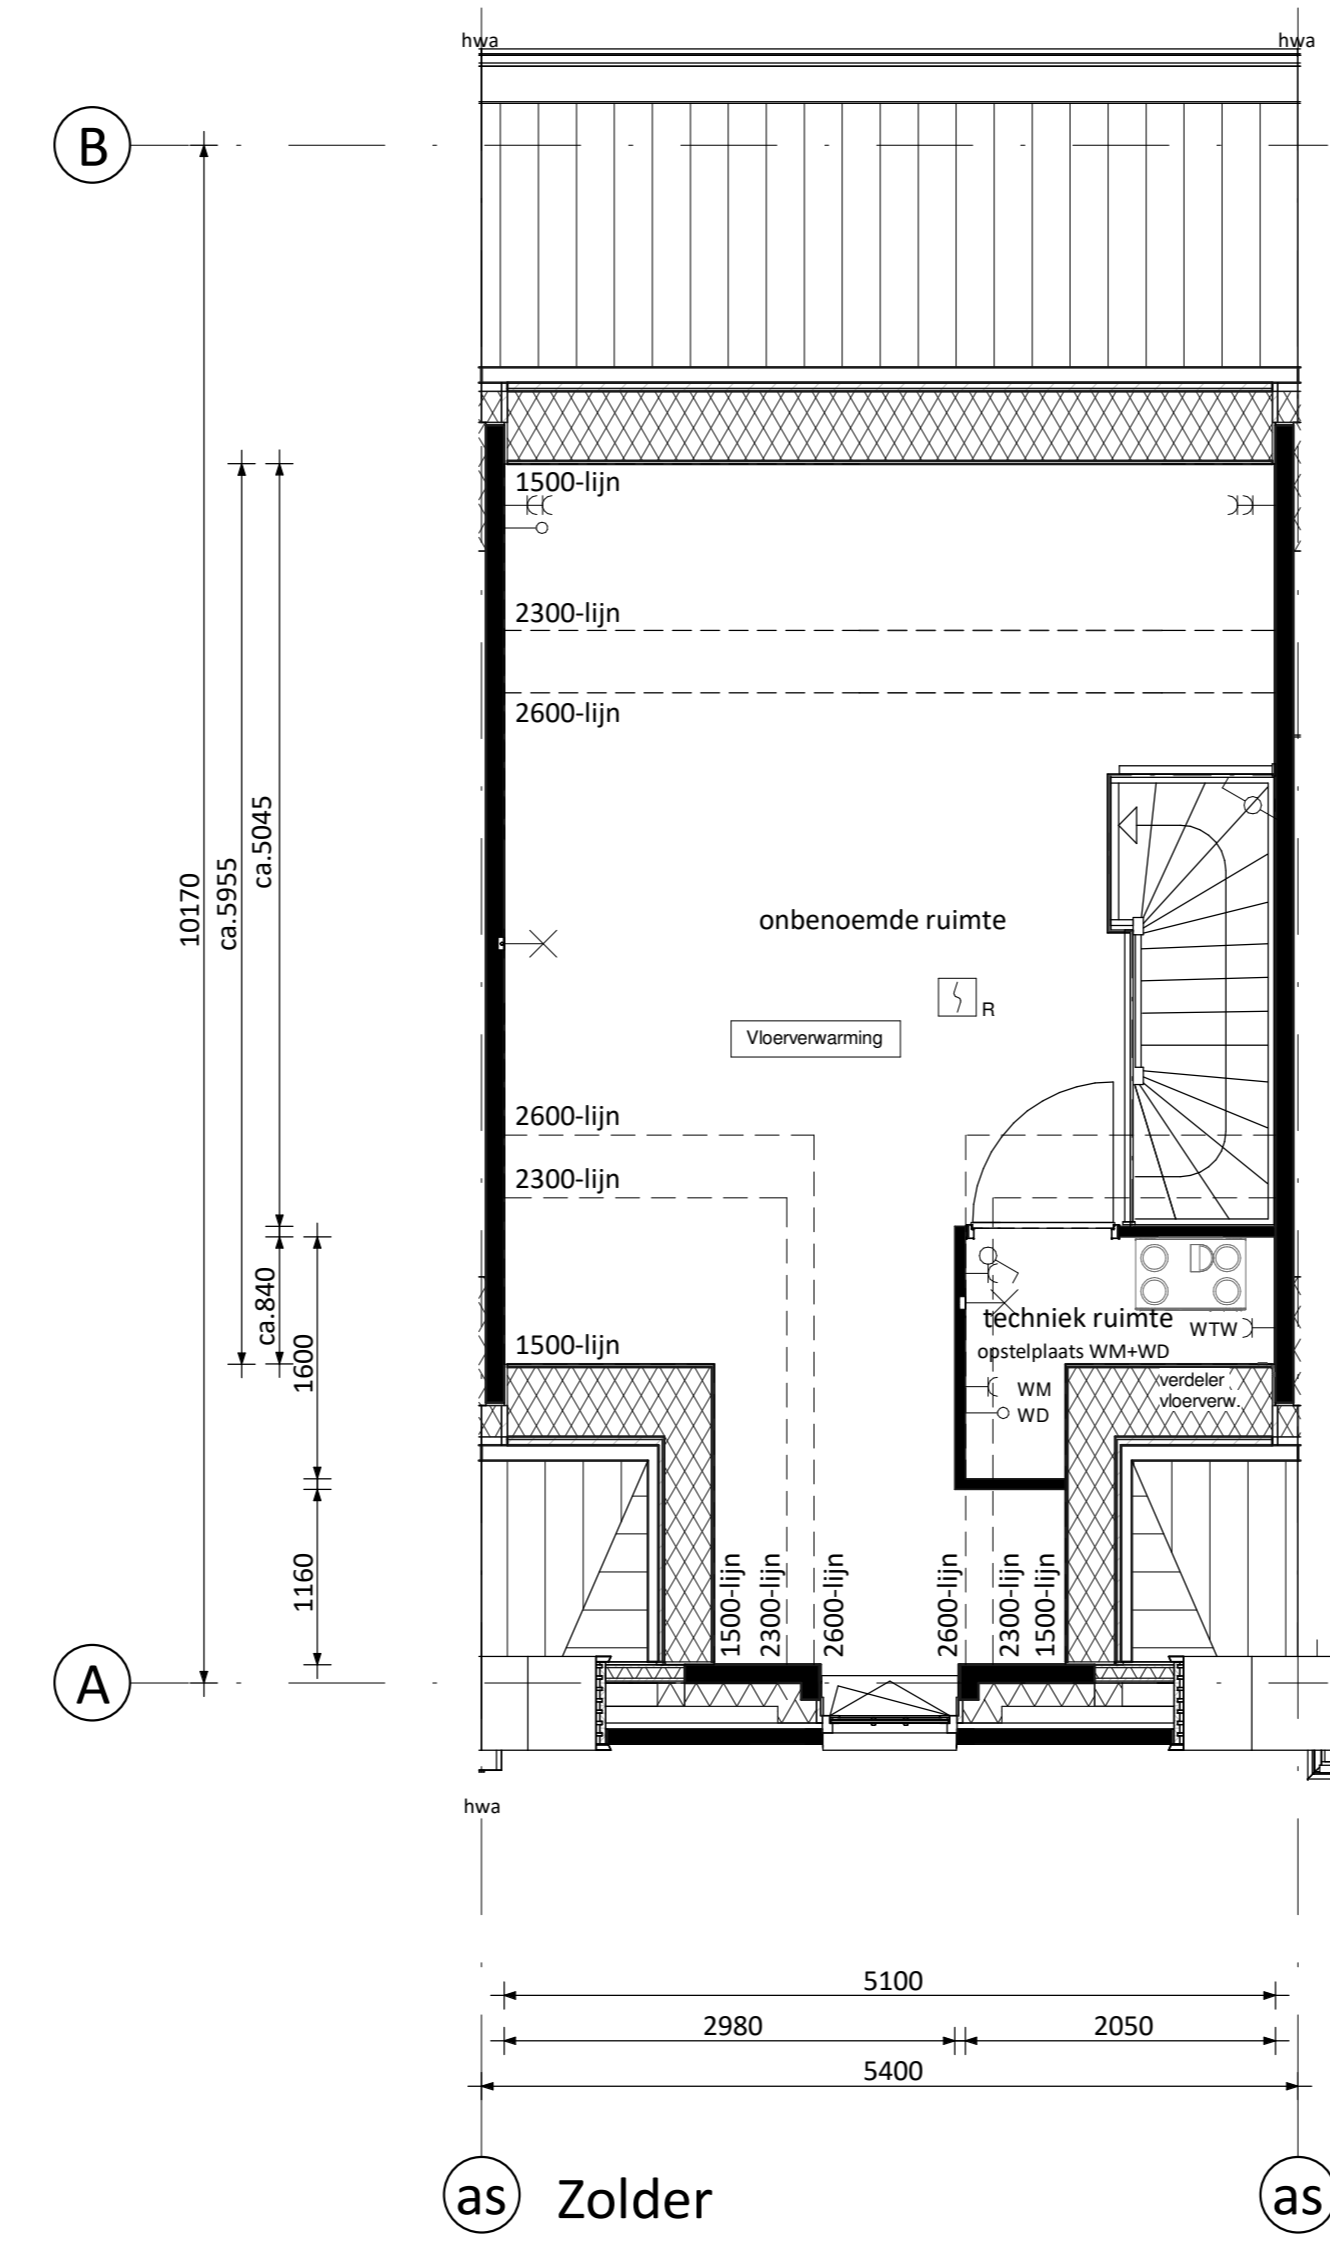 hwa
hwa
B
1500-lijn
2300-lijn
2600-lijn
10170
ca.5955
ca.5045
onbenoemde ruimte
R
Vloerverwarming
2600-lijn
2300-lijn
ca.840
1600
1500-lijn
techniek ruimte
WTW
opstelplaats WM+WD
verdeler
vloerverw.
WM
WD
1160
1500-lijn
2300-lijn
2600-lijn
2600-lijn
2300-lijn
1500-lijn
A
hwa
5100
2980
2050
5400
as
Zolder
as